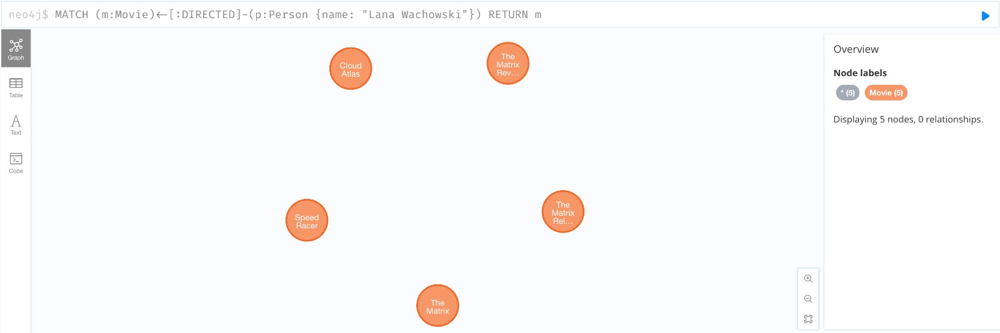 neo4j$ MATCH (m:Movie)<-[:DIRECTED]-(p:Person {name: "Lana Wachowski"}) RETURN m
Graph
Table
Text
Code
Cloud
Atlas
The
Matrix
Rev...
Speed
Racer
The
Matrix
Rel...
The
Matrix
Overview
Node labels
* (5) Movie (5)
Displaying 5 nodes, 0 relationships.